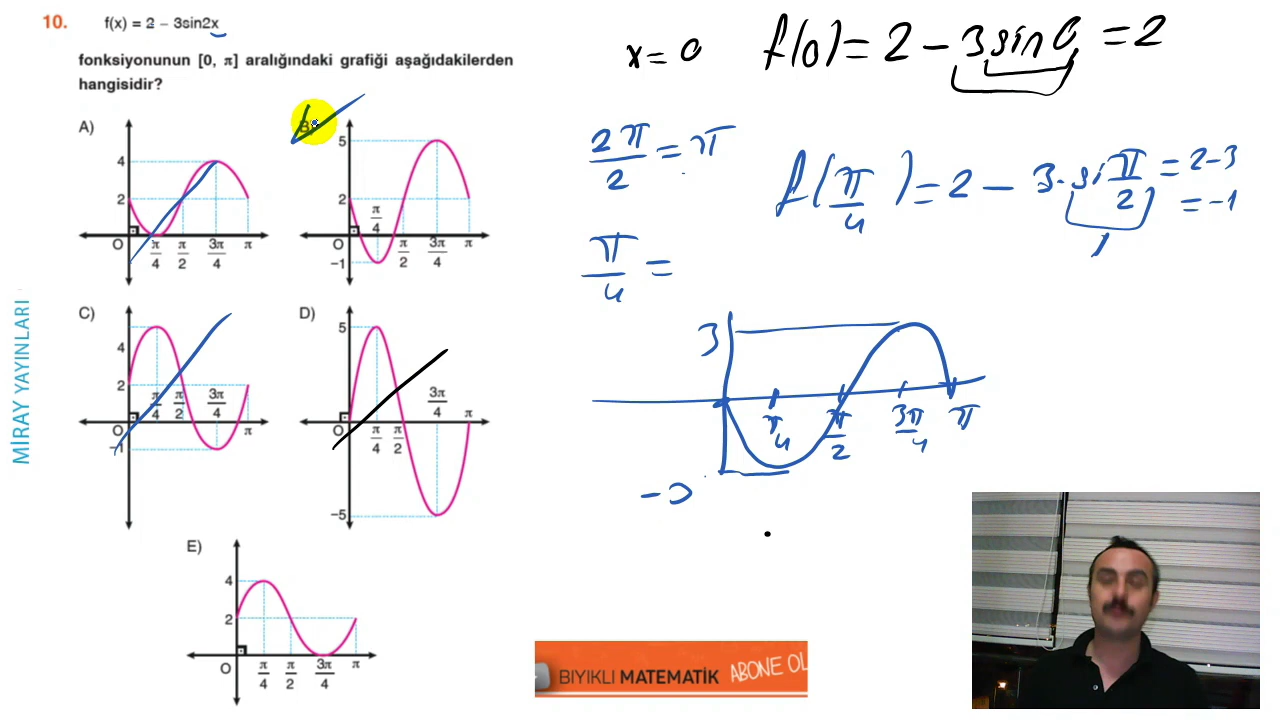 10. f(x) = 2 – 3sin2x
fonksiyonunun [0, π] aralığındaki grafiği aşağıdakilerden
hangisidir?
A)
4
2
O
π/4 π/2 3π/4 π
B)
5
2
O
−1
π/4 π/2 3π/4 π
C)
4
2
O
−1
π/4 π/2 3π/4 π
D)
5
O
−5
π/4 π/2 3π/4 π
E)
4
2
O
π/4 π/2 3π/4 π
MİRAY YAYINLARI
x = 0 f(0) = 2 − 3sin0 = 2
2π/2 = π
f(π/4) = 2 − 3·sin π/2 = 2−3
= −1
1
π/4 =
3
π/4 π/2 3π/4 π
BIYIKLI MATEMATİK ABONE OL